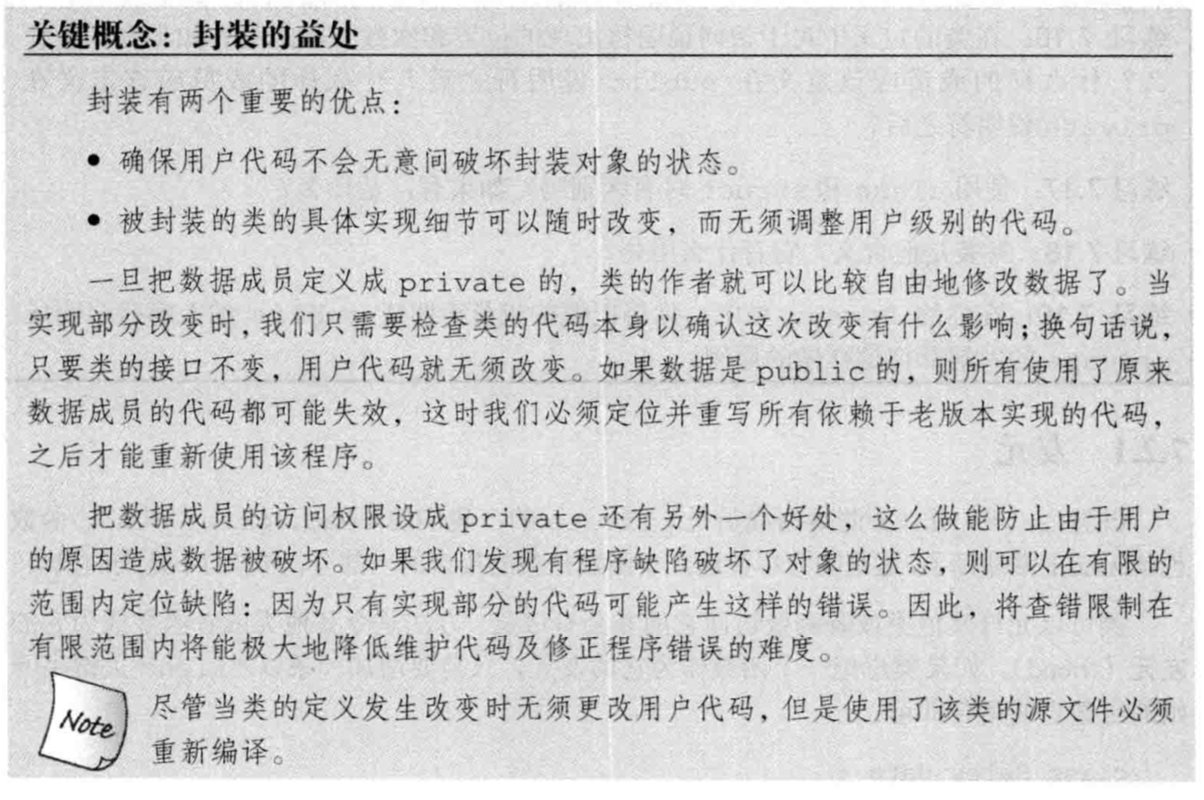 关键概念：封装的益处
封装有两个重要的优点：
• 确保用户代码不会无意间破坏封装对象的状态。
• 被封装的类的具体实现细节可以随时改变，而无须调整用户级别的代码。
一旦把数据成员定义成 private 的，类的作者就可以比较自由地修改数据了。当
实现部分改变时，我们只需要检查类的代码本身以确认这次改变有什么影响；换句话说，
只要类的接口不变，用户代码就无须改变。如果数据是 public 的，则所有使用了原来
数据成员的代码都可能失效，这时我们必须定位并重写所有依赖于老版本实现的代码，
之后才能重新使用该程序。
把数据成员的访问权限设成 private 还有另外一个好处，这么做能防止由于用户
的原因造成数据被破坏。如果我们发现有程序缺陷破坏了对象的状态，则可以在有限的
范围内定位缺陷：因为只有实现部分的代码可能产生这样的错误。因此，将查错限制在
有限范围内将能极大地降低维护代码及修正程序错误的难度。
Note
尽管当类的定义发生改变时无须更改用户代码，但是使用了该类的源文件必须
重新编译。